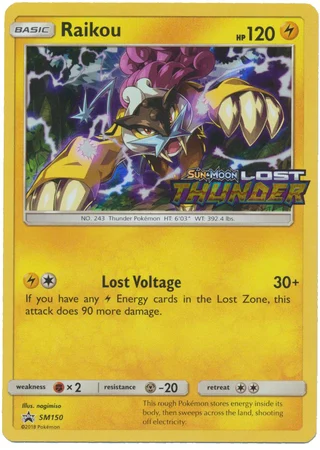 BASIC
Raikou
HP 120
SUN & MOON LOST
THUNDER
NO. 243 Thunder Pokémon HT: 6'03" WT: 392.4 lbs.
Lost Voltage 30+
If you have any Energy cards in the Lost Zone, this
attack does 90 more damage.
weakness × 2 resistance -20 retreat
Illus. nagimiso
SM150
©2018 Pokémon
This rough Pokémon stores energy inside its
body, then sweeps across the land, shooting
off electricity.